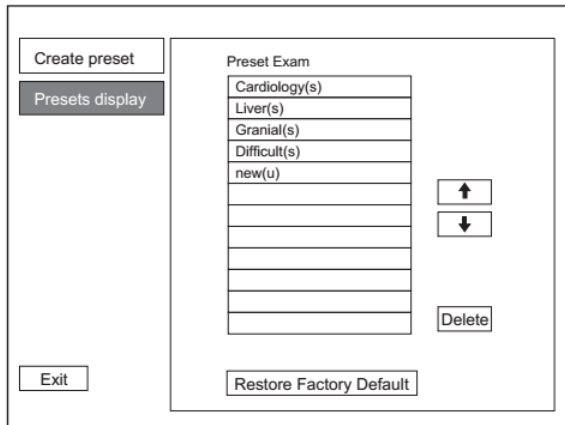 Create preset
Presets display
Preset Exam
Cardiology(s)
Liver(s)
Granial(s)
Difficult(s)
new(u)
Delete
Exit
Restore Factory Default